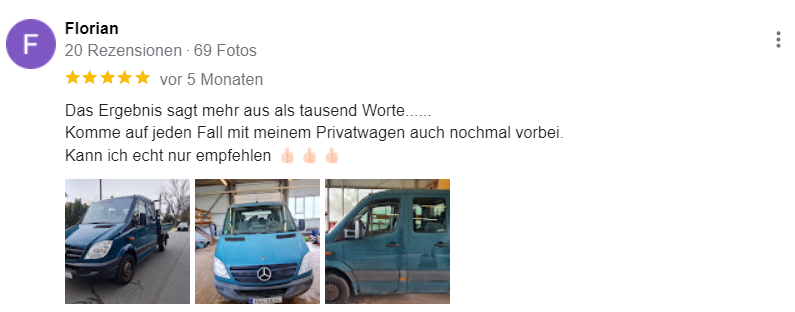 F
Florian
20 Rezensionen · 69 Fotos
vor 5 Monaten
Das Ergebnis sagt mehr aus als tausend Worte......
Komme auf jeden Fall mit meinem Privatwagen auch nochmal vorbei.
Kann ich echt nur empfehlen 👍🏻👍🏻👍🏻